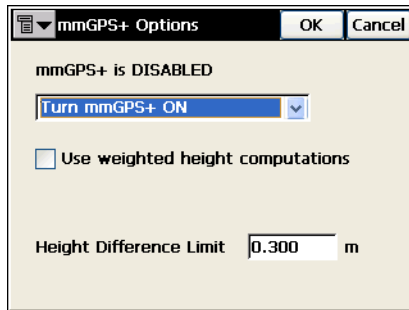 mmGPS+ Options OK Cancel
mmGPS+ is DISABLED
Turn mmGPS+ ON
Use weighted height computations
Height Difference Limit 0.300 m